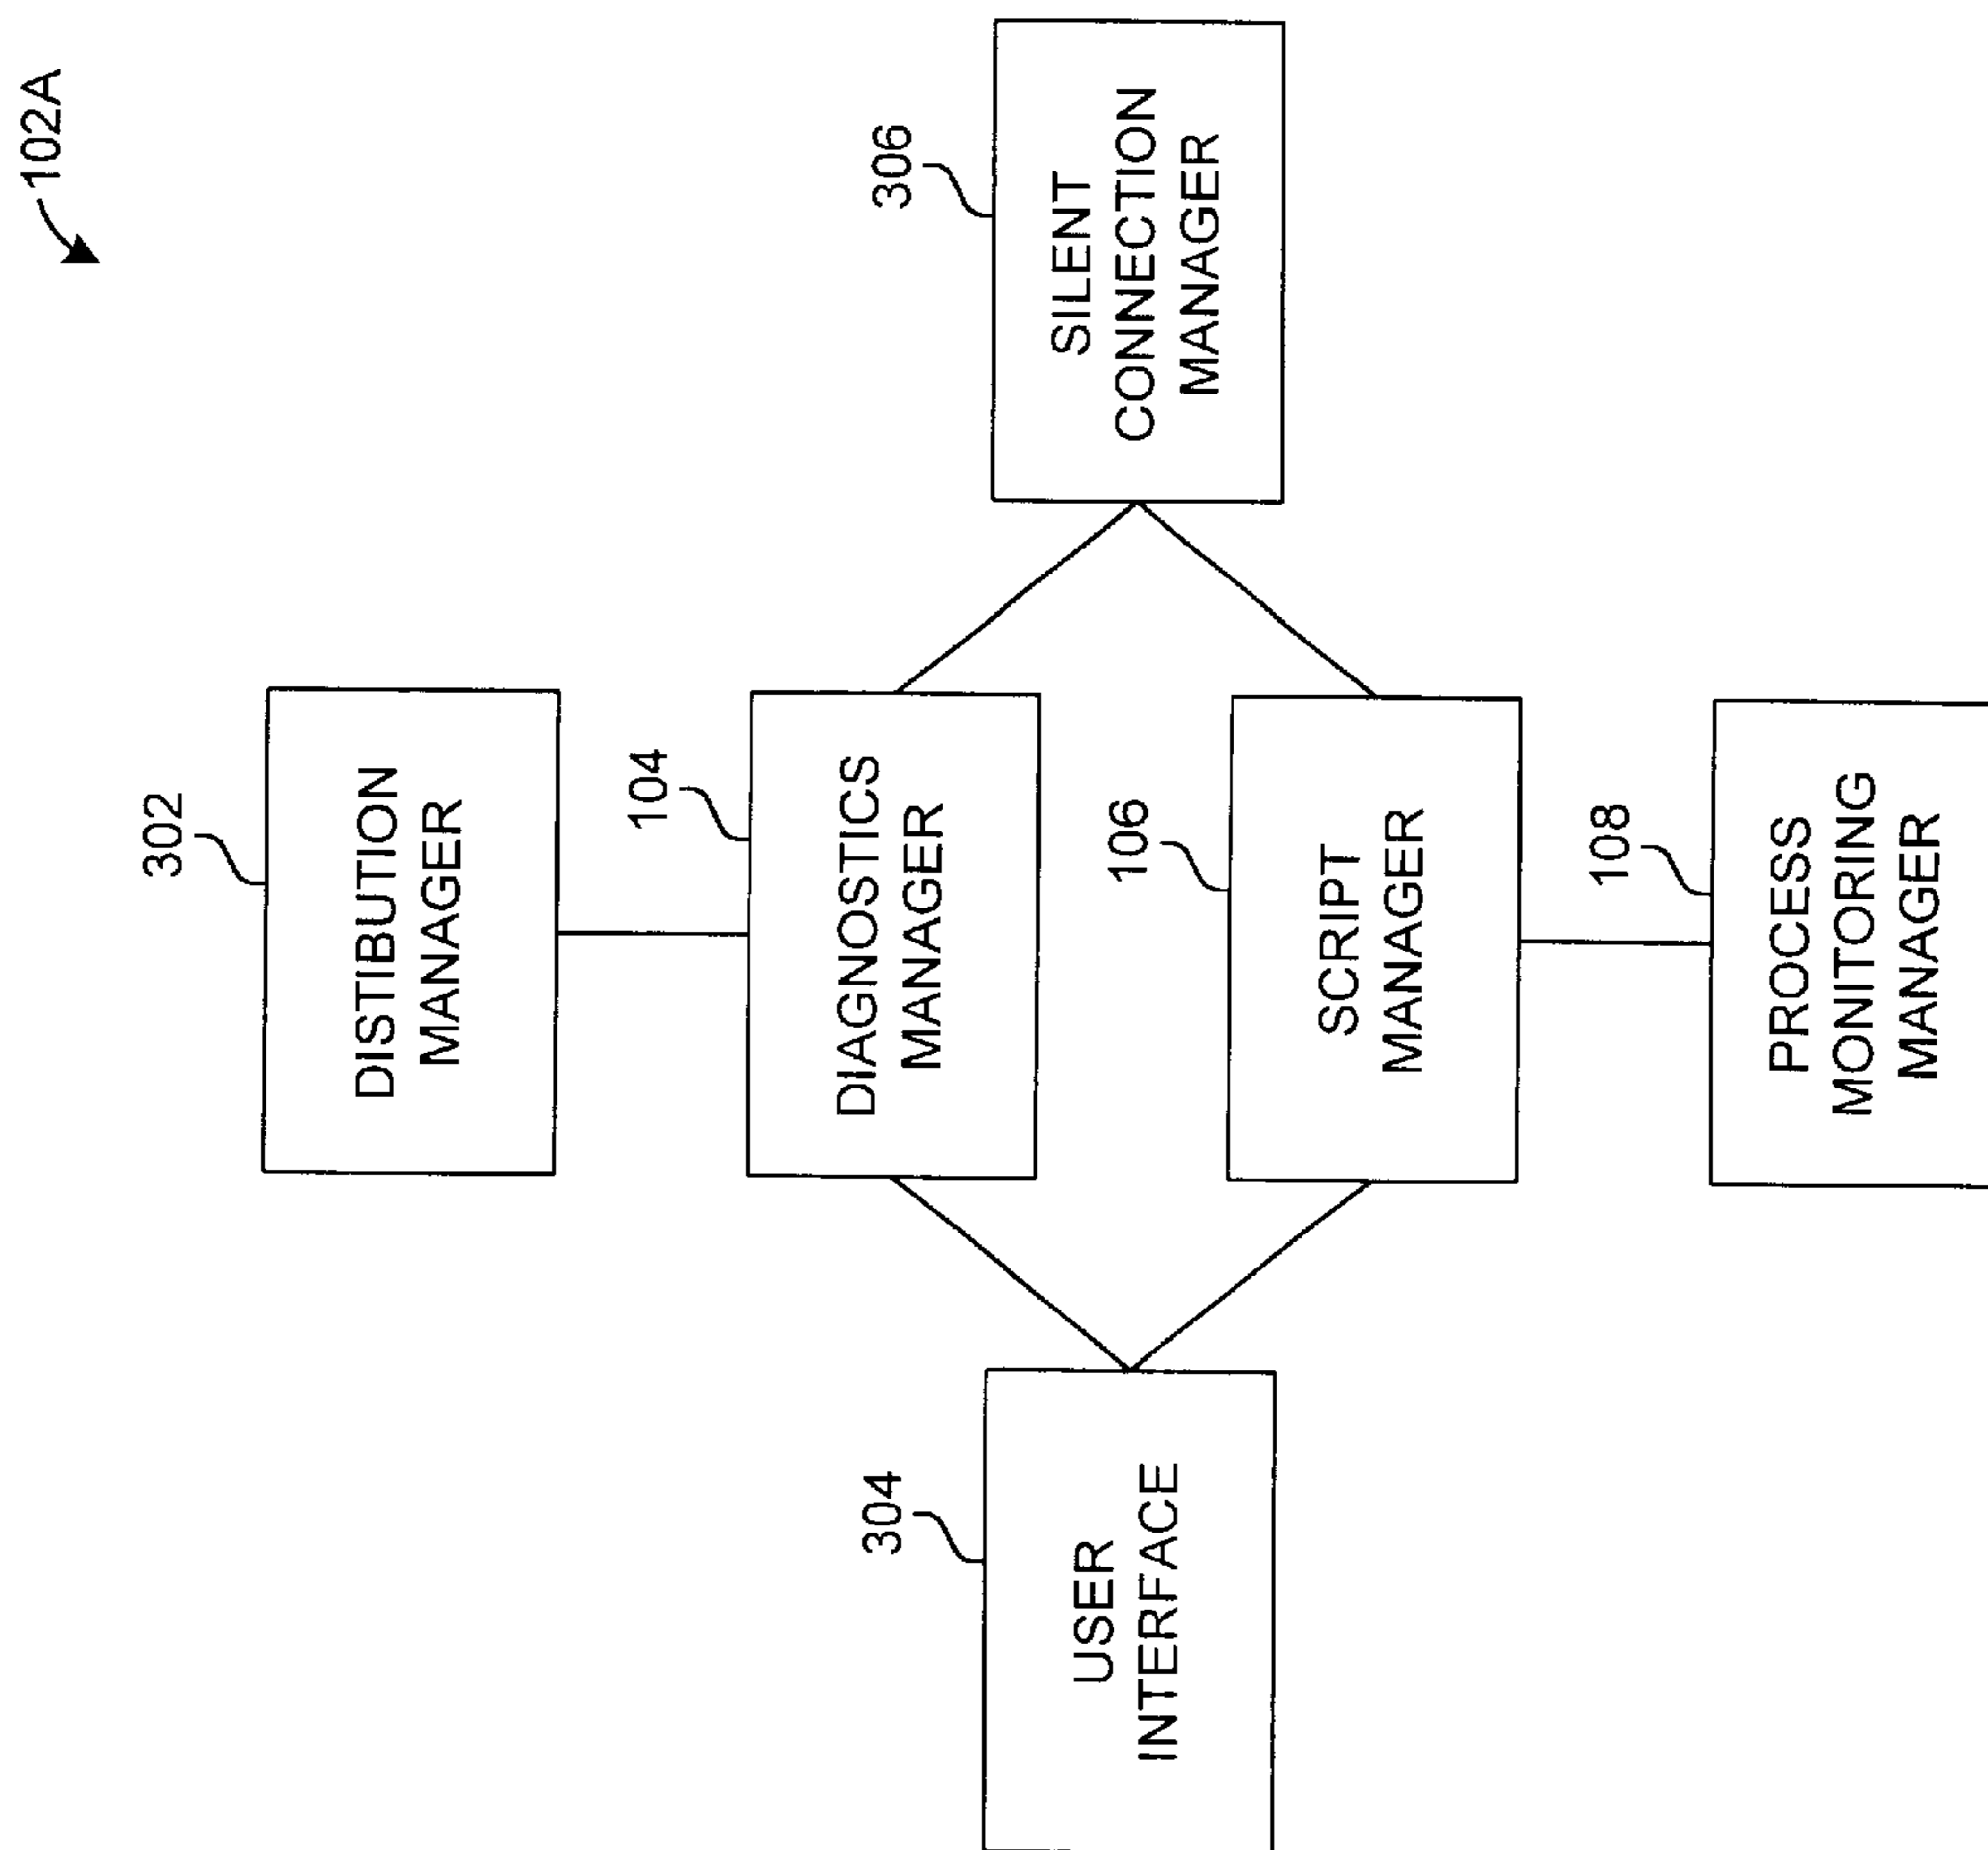 102A
302
DISTIBUTION
MANAGER
104
DIAGNOSTICS
MANAGER
304
USER
INTERFACE
306
SILENT
CONNECTION
MANAGER
106
SCRIPT
MANAGER
108
PROCESS
MONITORING
MANAGER